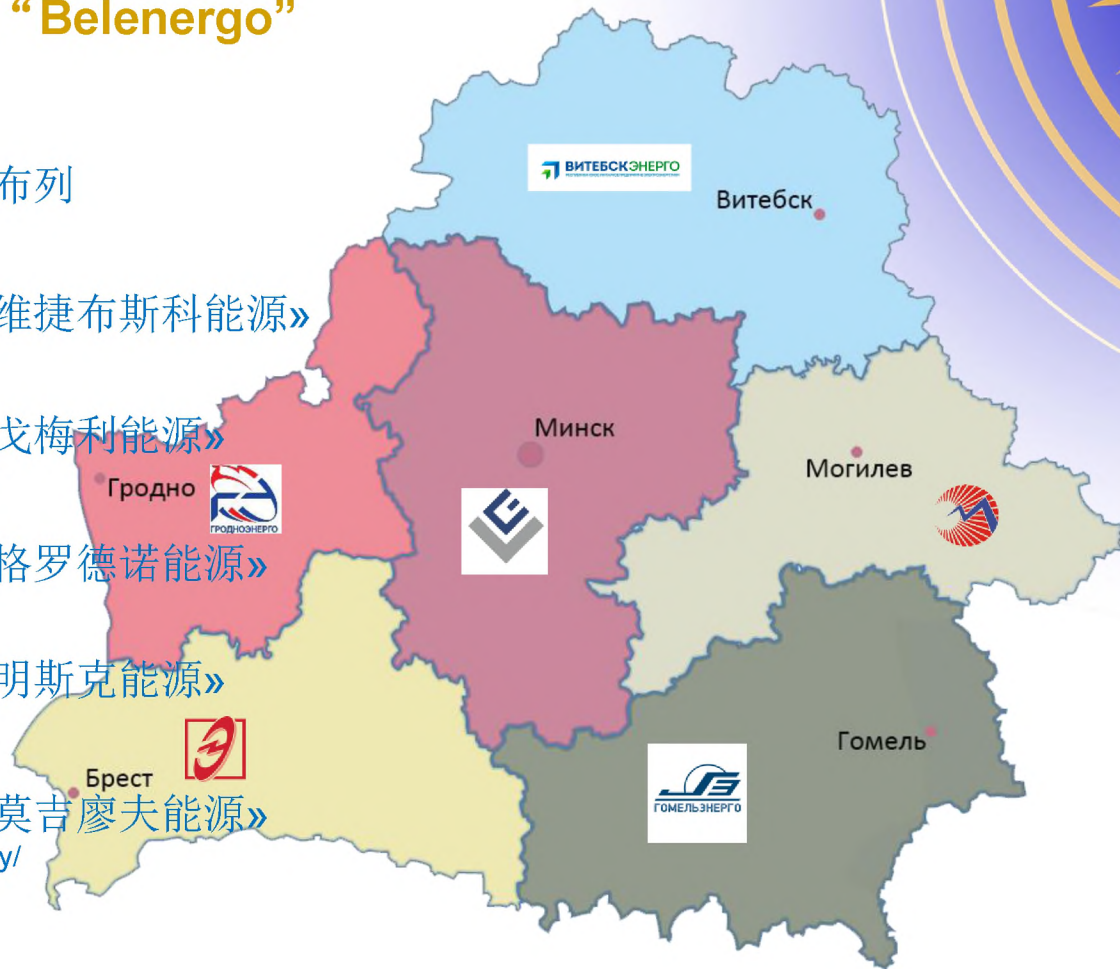 “Belenergo”
布列
ВИТЕБСКЭНЕРГО
Витебск
维捷布斯科能源»
Минск
戈梅利能源»
Могилев
Гродно
ГРОДНОЭНЕРГО
格罗德诺能源»
明斯克能源»
Гомель
Брест
ГОМЕЛЬЭНЕРГО
莫吉廖夫能源»
y/